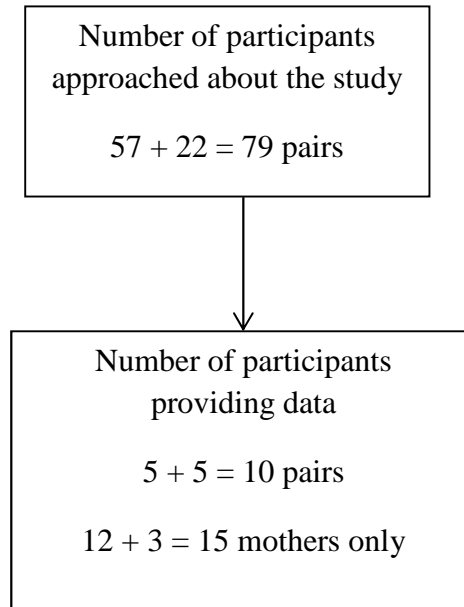 Number of participants
approached about the study
57 + 22 = 79 pairs
Number of participants
providing data
5 + 5 = 10 pairs
12 + 3 = 15 mothers only